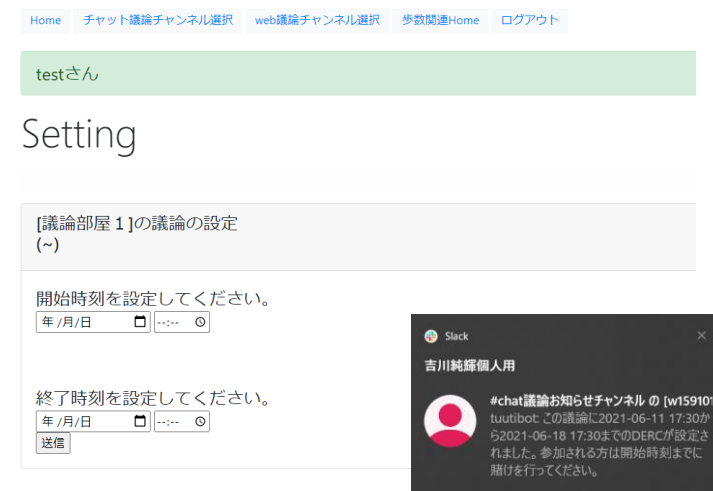 Home チャット議論チャンネル選択 web議論チャンネル選択 歩数関連Home ログアウト
testさん
Setting
[議論部屋１]の議論の設定
(~)
開始時刻を設定してください。
年 /月/日 --:--
終了時刻を設定してください。
年 /月/日 --:--
送信
Slack
吉川純輝個人用
#chat議論お知らせチャンネル の [w159101
tuutibot: この議論に2021-06-11 17:30か
ら2021-06-18 17:30までのDERCが設定さ
れました。参加される方は開始時刻までに
賭けを行ってください。